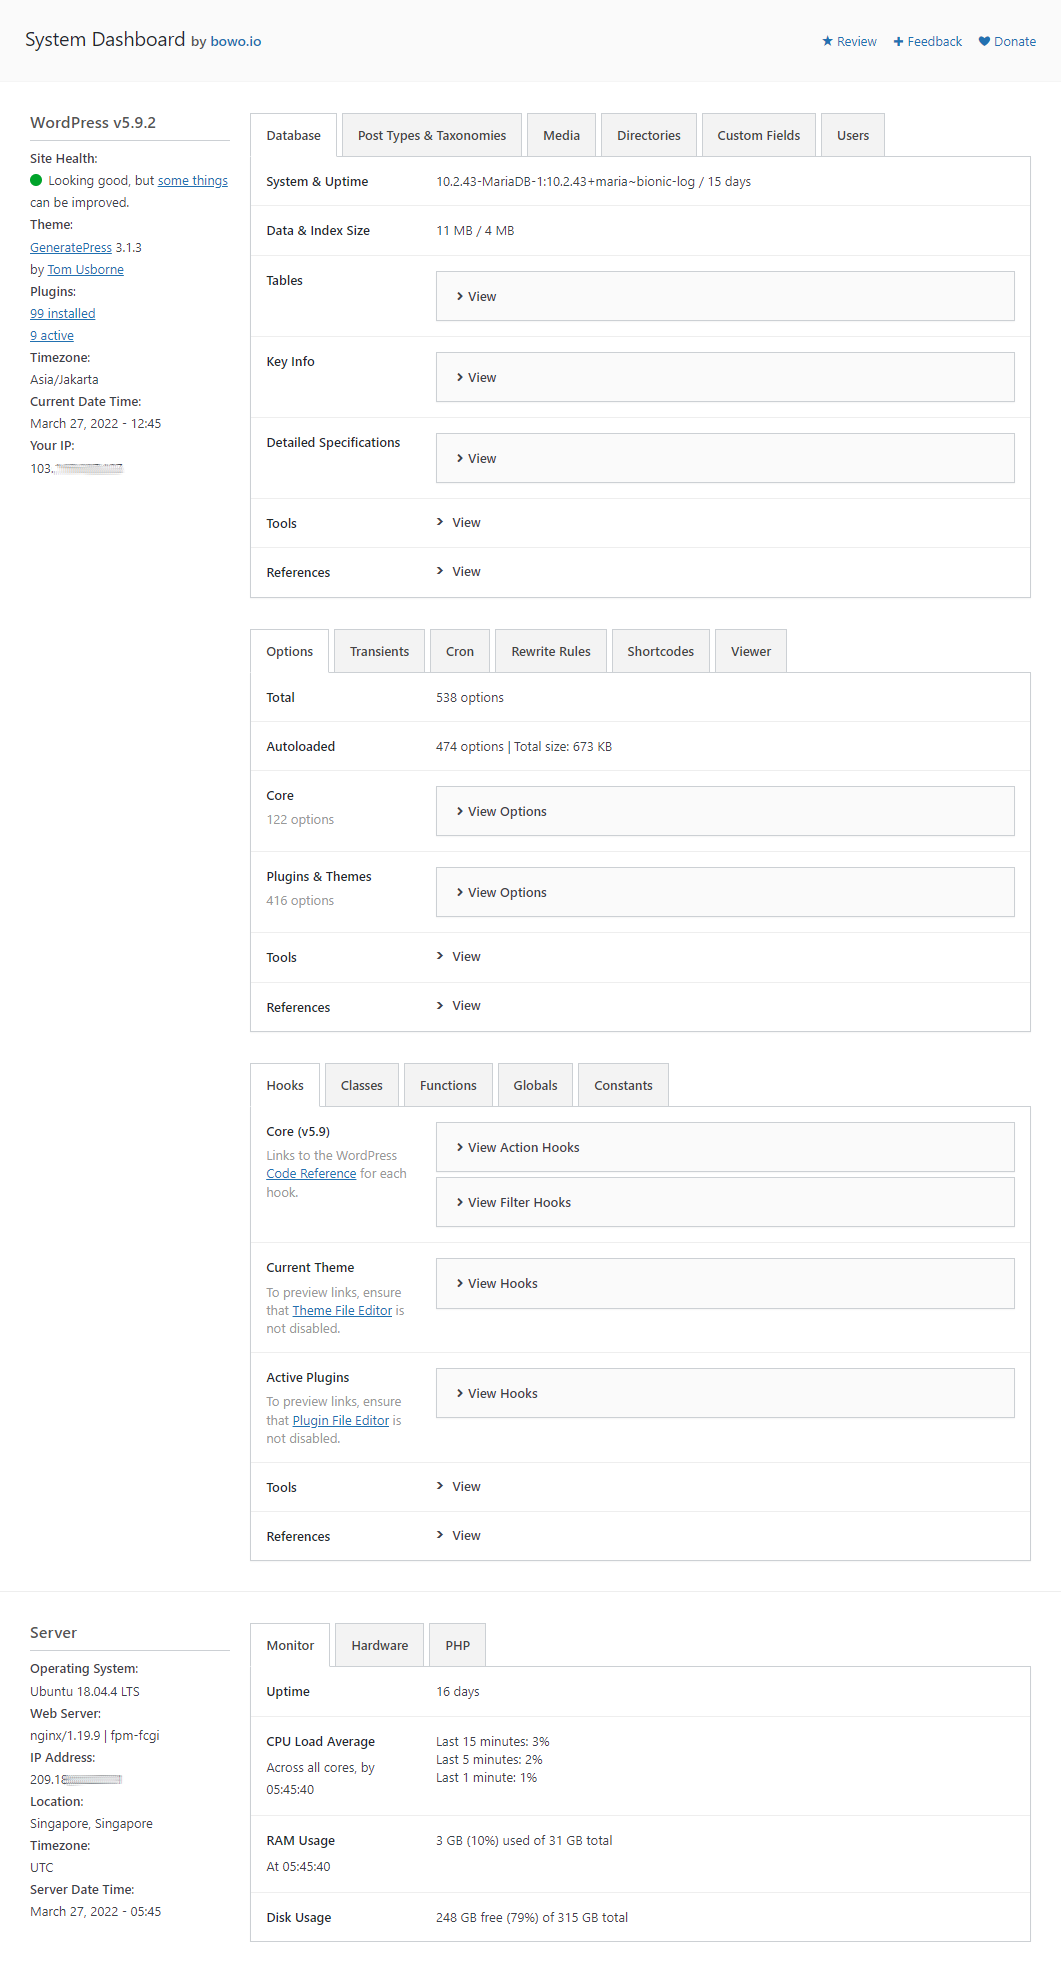 System Dashboard by bowo.io
Review Feedback Donate
WordPress v5.9.2
Site Health:
Looking good, but some things
can be improved.
Theme:
GeneratePress 3.1.3
by Tom Usborne
Plugins:
99 installed
9 active
Timezone:
Asia/Jakarta
Current Date Time:
March 27, 2022 - 12:45
Your IP:
103.
Database Post Types & Taxonomies Media Directories Custom Fields Users
System & Uptime 10.2.43-MariaDB-1:10.2.43+maria~bionic-log / 15 days
Data & Index Size 11 MB / 4 MB
Tables View
Key Info View
Detailed Specifications View
Tools View
References View
Options Transients Cron Rewrite Rules Shortcodes Viewer
Total 538 options
Autoloaded 474 options | Total size: 673 KB
Core View Options
122 options
Plugins & Themes View Options
416 options
Tools View
References View
Hooks Classes Functions Globals Constants
Core (v5.9) View Action Hooks
Links to the WordPress
Code Reference for each
hook.
View Filter Hooks
Current Theme View Hooks
To preview links, ensure
that Theme File Editor is
not disabled.
Active Plugins View Hooks
To preview links, ensure
that Plugin File Editor is
not disabled.
Tools View
References View
Server
Operating System:
Ubuntu 18.04.4 LTS
Web Server:
nginx/1.19.9 | fpm-fcgi
IP Address:
209.18
Location:
Singapore, Singapore
Timezone:
UTC
Server Date Time:
March 27, 2022 - 05:45
Monitor Hardware PHP
Uptime 16 days
CPU Load Average
Across all cores, by
05:45:40
Last 15 minutes: 3%
Last 5 minutes: 2%
Last 1 minute: 1%
RAM Usage 3 GB (10%) used of 31 GB total
At 05:45:40
Disk Usage 248 GB free (79%) of 315 GB total